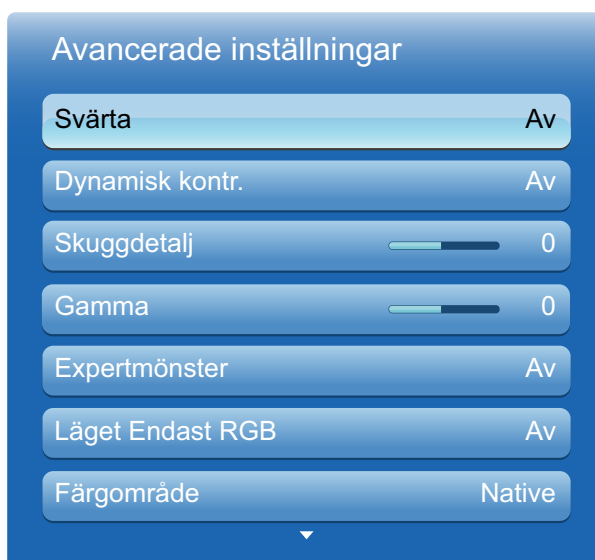 Avancerade inställningar
Svärta Av
Dynamisk kontr. Av
Skuggdetalj 0
Gamma 0
Expertmönster Av
Läget Endast RGB Av
Färgområde Native